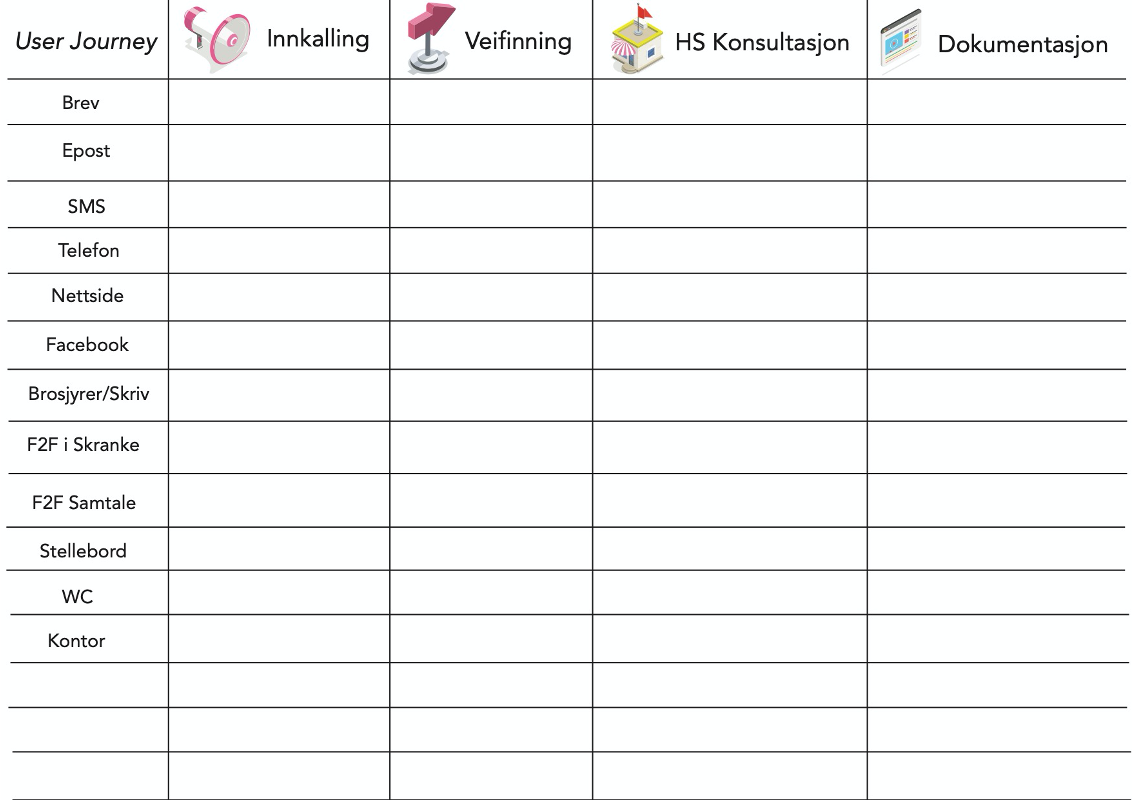 User Journey
Innkalling
Veifinning
HS Konsultasjon
Dokumentasjon
Brev
Epost
SMS
Telefon
Nettside
Facebook
Brosjyrer/Skriv
F2F i Skranke
F2F Samtale
Stellebord
WC
Kontor